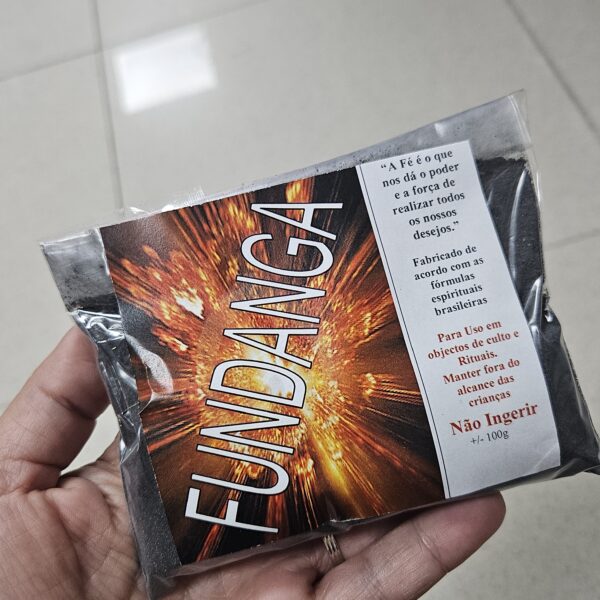 FUNDANGA
"A Fé é o que
nos dá o poder
e a força de
realizar todos
os nossos
desejos."
Fabricado de
acordo com as
fórmulas
espirituais
brasileiras
Para Uso em
objectos de culto e
Rituais.
Manter fora do
alcance das
crianças
Não Ingerir
+/- 100g